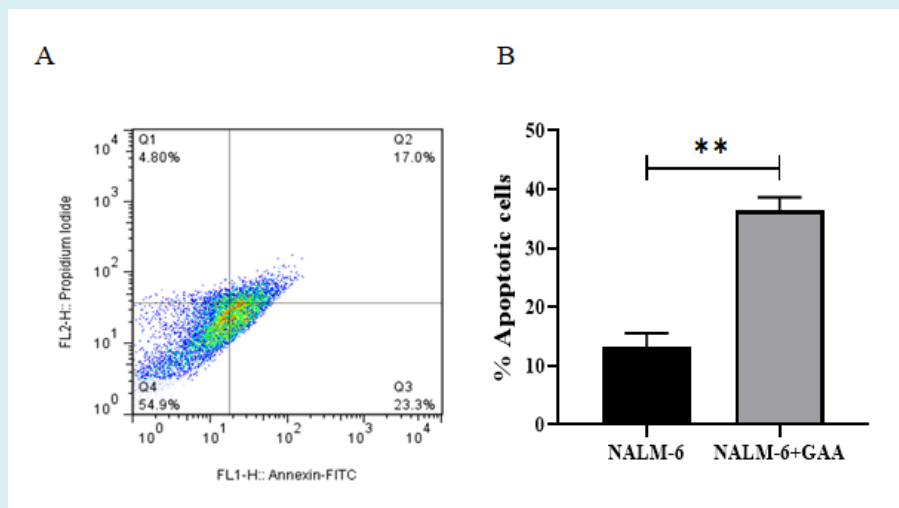 A
B
Q1
4.80%
Q2
17.0%
10^4
10^3
10^2
10^1
10^0
FL2-H:: Propidium Iodide
Q4
54.9%
Q3
23.3%
10^0 10^1 10^2 10^3 10^4
FL1-H:: Annexin-FITC
50
40
30
20
10
0
% Apoptotic cells
**
NALM-6 NALM-6+GAA